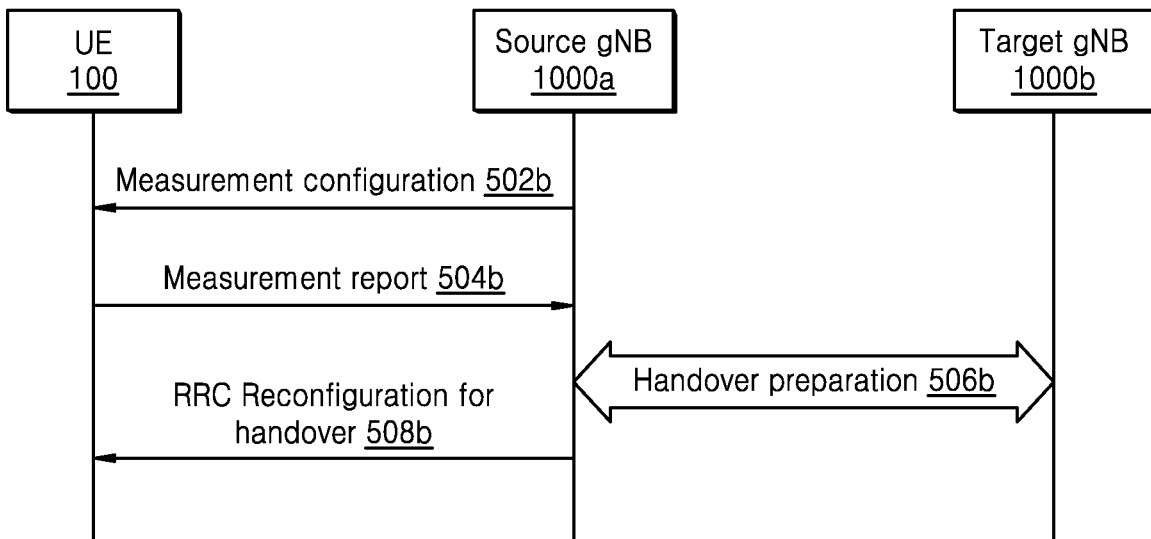 UE
100
Source gNB
1000a
Target gNB
1000b
Measurement configuration 502b
Measurement report 504b
Handover preparation 506b
RRC Reconfiguration for
handover 508b